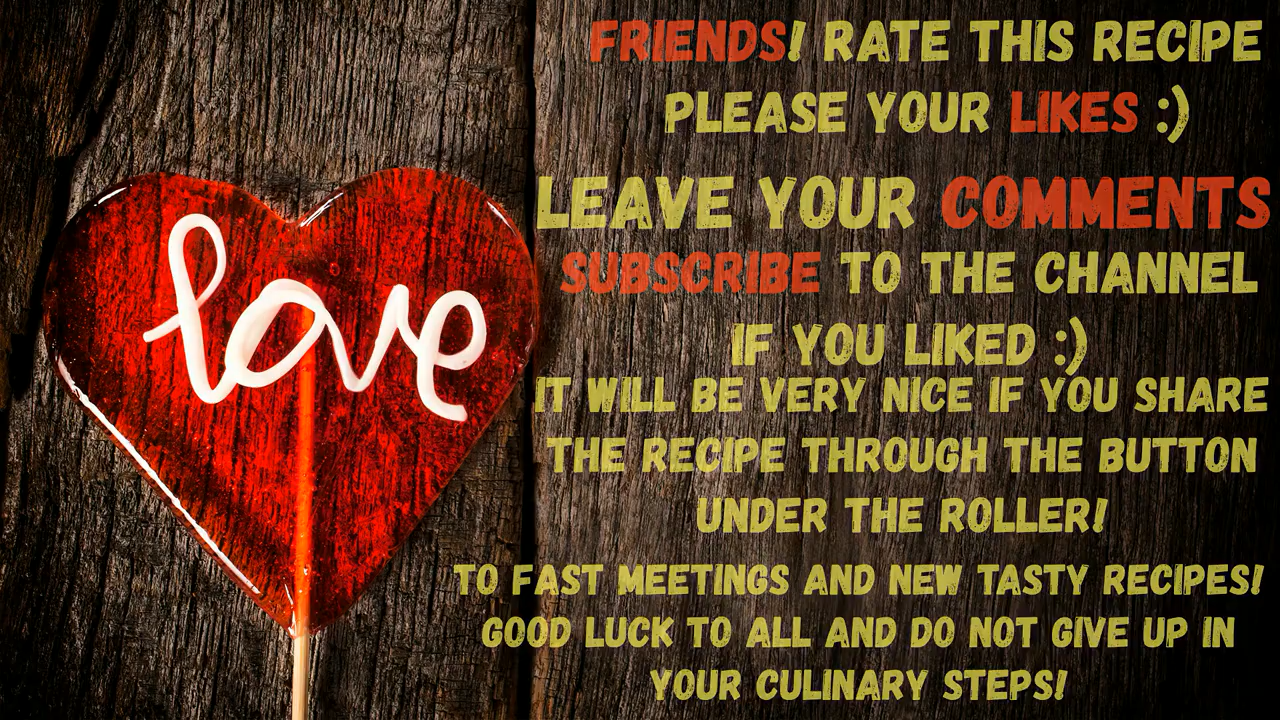 love
FRIENDS! RATE THIS RECIPE
PLEASE YOUR LIKES :)
LEAVE YOUR COMMENTS
SUBSCRIBE TO THE CHANNEL
IF YOU LIKED :)
IT WILL BE VERY NICE IF YOU SHARE
THE RECIPE THROUGH THE BUTTON
UNDER THE ROLLER!
TO FAST MEETINGS AND NEW TASTY RECIPES!
GOOD LUCK TO ALL AND DO NOT GIVE UP IN
YOUR CULINARY STEPS!